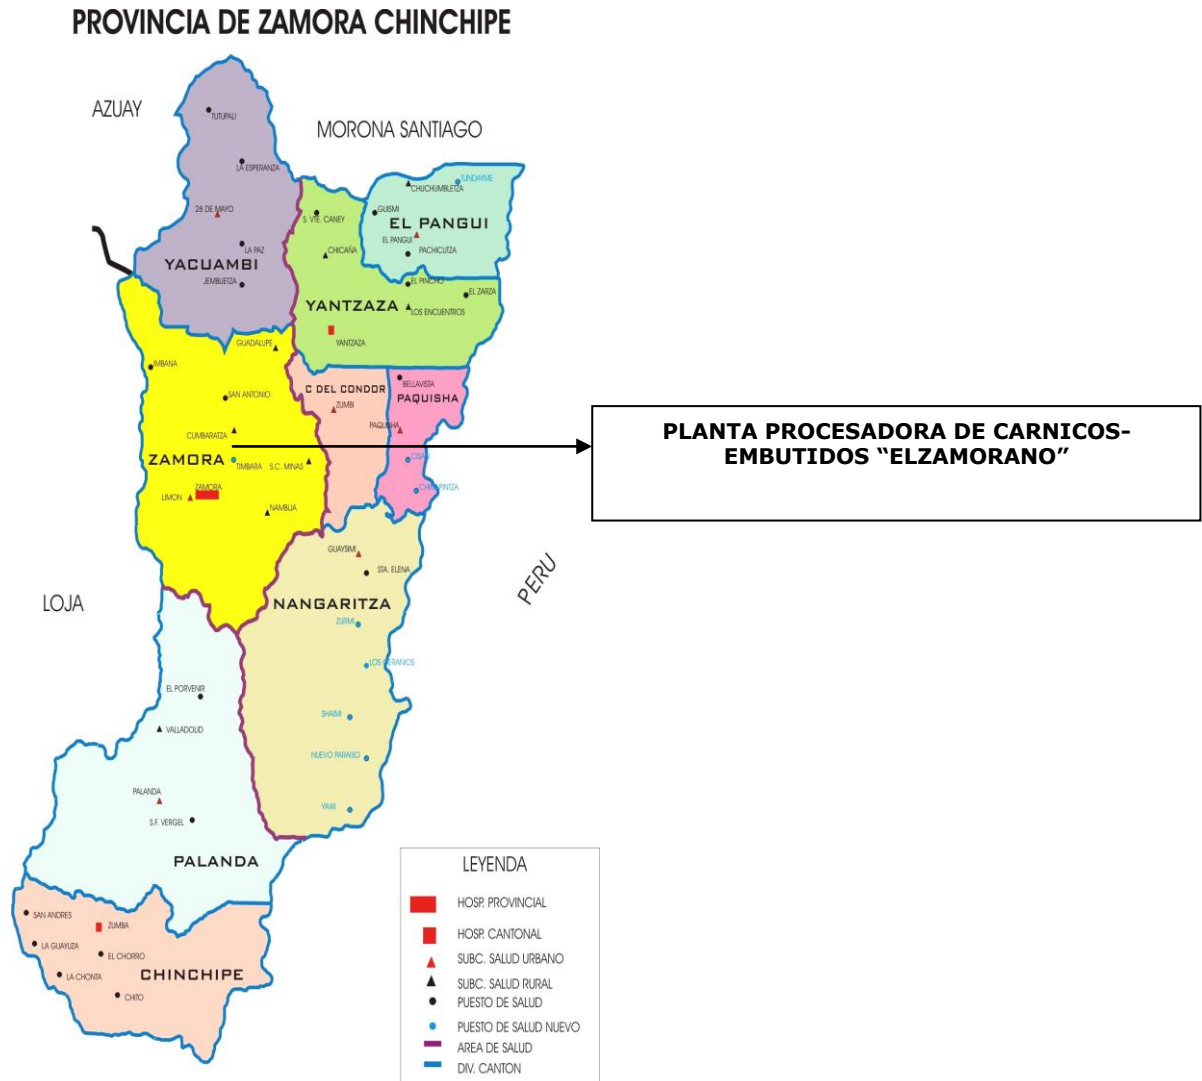 PROVINCIA DE ZAMORA CHINCHIPE
AZUAY
MORONA SANTIAGO
TUTUPALI
LA ESPERANZA
28 DE MAYO
LA PAZ
YACUAMBI
JEMBUETZA
CHUCHUMBLETZA
TUNDAYME
GUISMI
EL PANGUI
EL PANGUI
PACHICUTZA
S. VTE. CANEY
CHICAÑA
EL PINCHO
EL ZARZA
YANTZAZA
LOS ENCUENTROS
YANTZAZA
GUADALUPE
IMBANA
SAN ANTONIO
CUMBARATZA
ZAMORA
TIMBARA
S.C. MINAS
ZAMORA
LIMON
NAMBIJA
C DEL CONDOR
ZUMBI
BELLAVISTA
PAQUISHA
PAQUISHA
CHINAPINTZA
PLANTA PROCESADORA DE CARNICOS-
EMBUTIDOS “ELZAMORANO”
GUAYSIMI
STA. ELENA
NANGARITZA
ZURMI
LOS GERANIOS
SHAIMI
NUEVO PARAISO
YAWI
PERU
LOJA
EL PORVENIR
VALLADOLID
PALANDA
S.F. VERGEL
PALANDA
SAN ANDRES
ZUMBA
LA GUAYUZA
EL CHORRO
LA CHONTA
CHINCHIPE
CHITO
LEYENDA
HOSP. PROVINCIAL
HOSP. CANTONAL
SUBC. SALUD URBANO
SUBC. SALUD RURAL
PUESTO DE SALUD
PUESTO DE SALUD NUEVO
AREA DE SALUD
DIV. CANTON